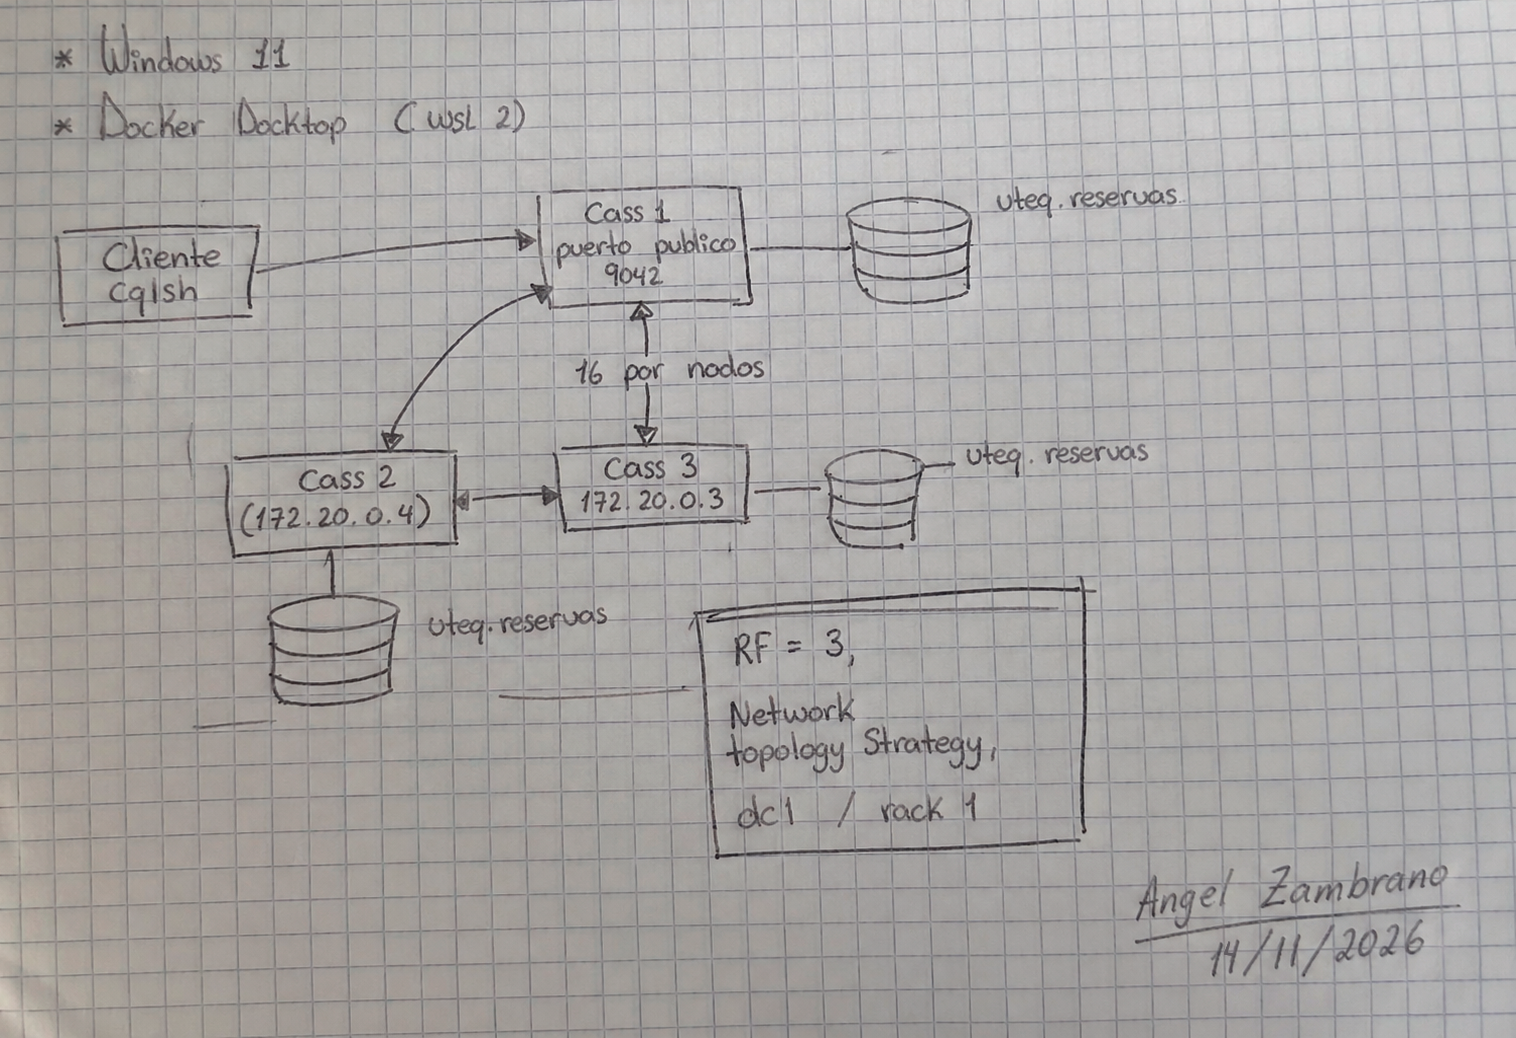 * Windows 11
* Docker Docktop (wsl 2)
Cliente
Cqlsh
Cass 1
puerto publico
9042
uteq.reservas
16 por nodos
Cass 2
(172.20.0.4)
Cass 3
172.20.0.3
uteq.reservas
uteq.reservas
RF = 3,
Network
topology Strategy,
dc1 / rack 1
Angel Zambrano
14/11/2026